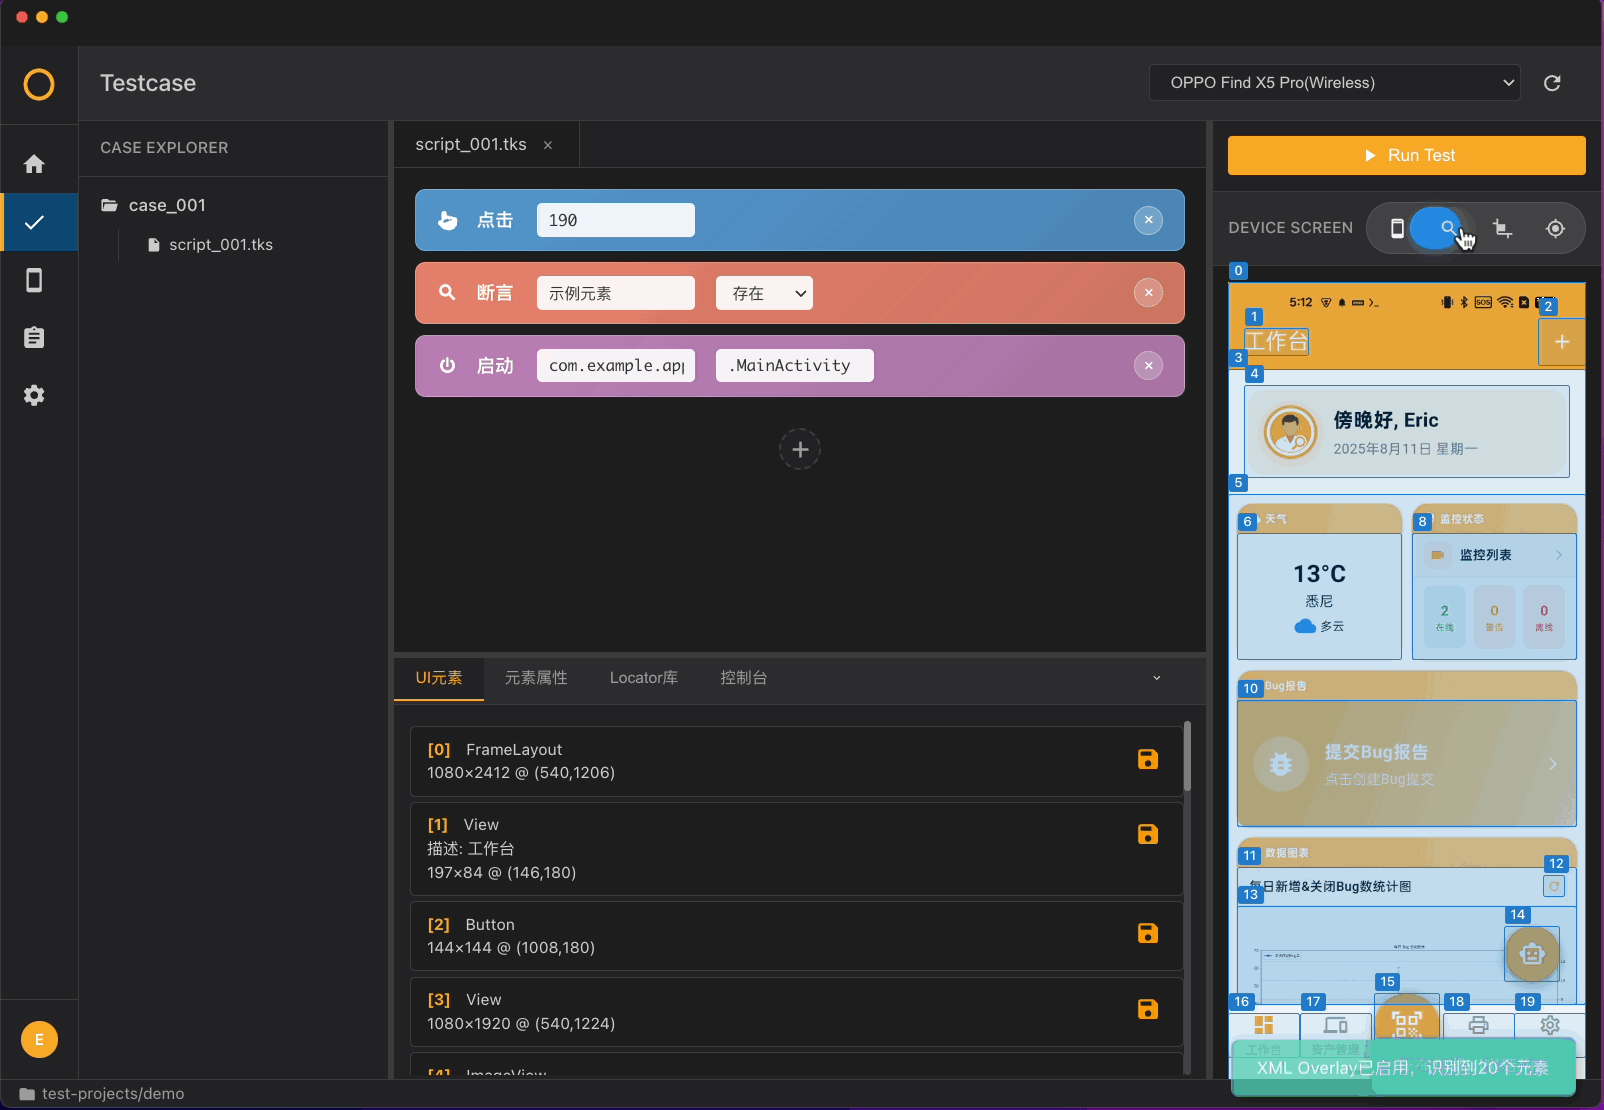 Testcase
OPPO Find X5 Pro(Wireless)
CASE EXPLORER
case_001
script_001.tks
script_001.tks ×
点击 190
断言 示例元素 存在
启动 com.example.app .MainActivity
UI元素 元素属性 Locator库 控制台
[0] FrameLayout
1080×2412 @ (540,1206)
[1] View
描述: 工作台
197×84 @ (146,180)
[2] Button
144×144 @ (1008,180)
[3] View
1080×1920 @ (540,1224)
[4] ImageView
Run Test
DEVICE SCREEN
0
5:12
SOS
2
1
工作台
3
4
傍晚好, Eric
2025年8月11日 星期一
5
6 天气
8 监控状态
13°C
悉尼
多云
监控列表
2 0 0
在线 警告 离线
10 Bug报告
提交Bug报告
点击创建Bug提交
11 数据图表
12
每日新增&关闭Bug数统计图
13
14
15
16 17 18 19
工作台 资产管理
XML Overlay已启用, 识别到20个元素
E
test-projects/demo